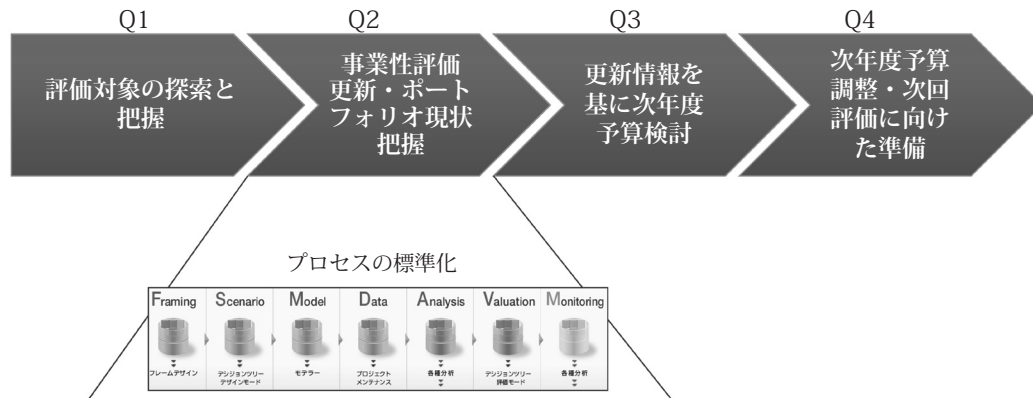 Q1
Q2
Q3
Q4
評価対象の探索と
把握
事業性評価
更新・ポート
フォリオ現状
把握
更新情報を
基に次年度
予算検討
次年度予算
調整・次回
評価に向け
た準備
プロセスの標準化
Framing
Scenario
Model
Data
Analysis
Valuation
Monitoring
フレームデザイン
デシジョンツリー
デザインモード
モデラー
プロジェクト
メンテナンス
各種分析
デシジョンツリー
評価モード
各種分析